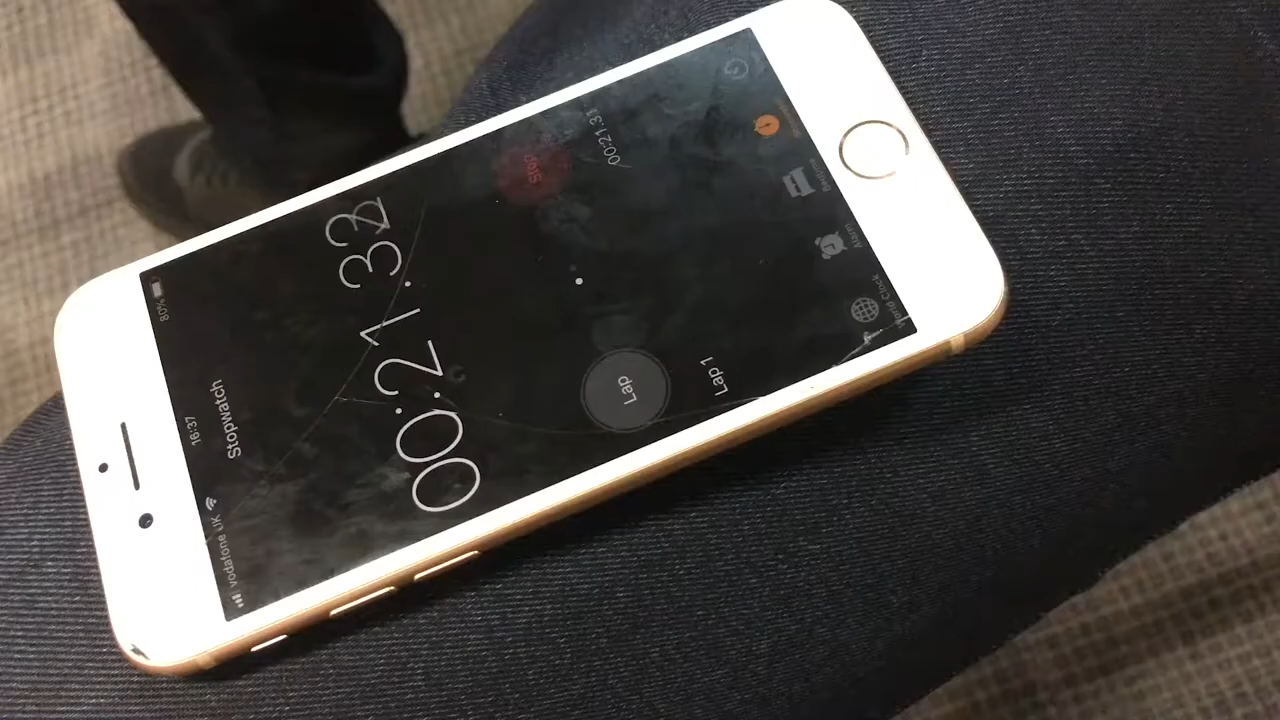 vodafone UK 16:37 80%
Stopwatch
00:21.32
Lap Stop
Lap 1 00:21.31
World Clock Alarm Bedtime